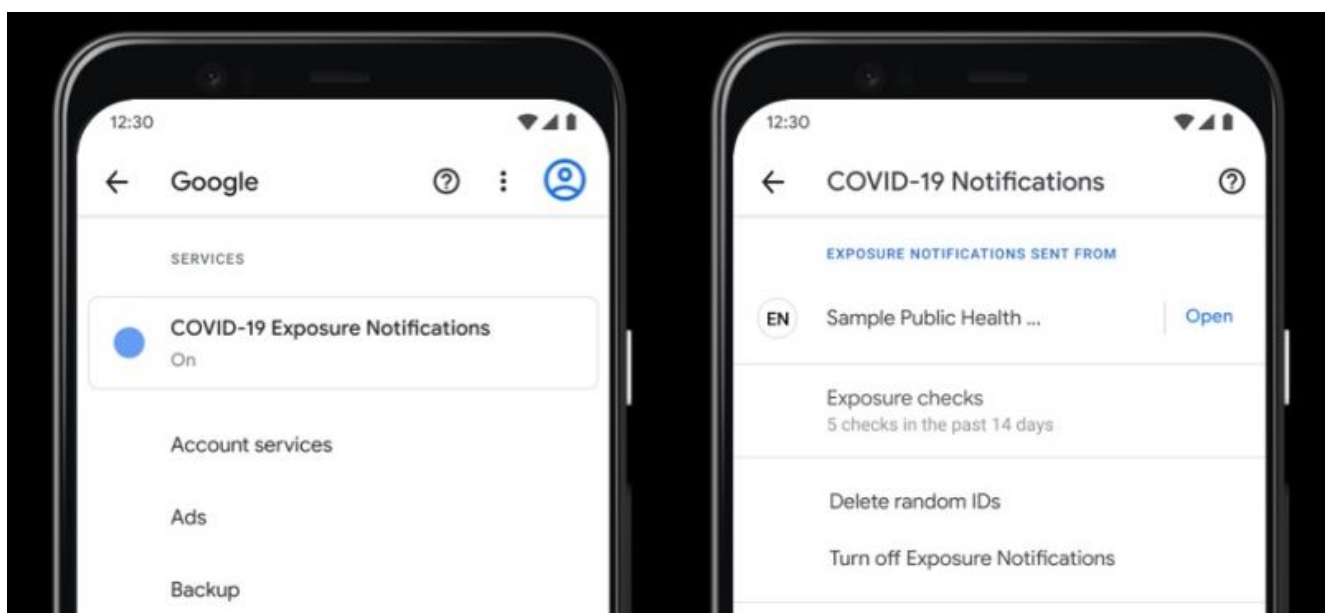 12:30
Google
SERVICES
COVID-19 Exposure Notifications
On
Account services
Ads
Backup
12:30
COVID-19 Notifications
EXPOSURE NOTIFICATIONS SENT FROM
EN Sample Public Health ... Open
Exposure checks
5 checks in the past 14 days
Delete random IDs
Turn off Exposure Notifications